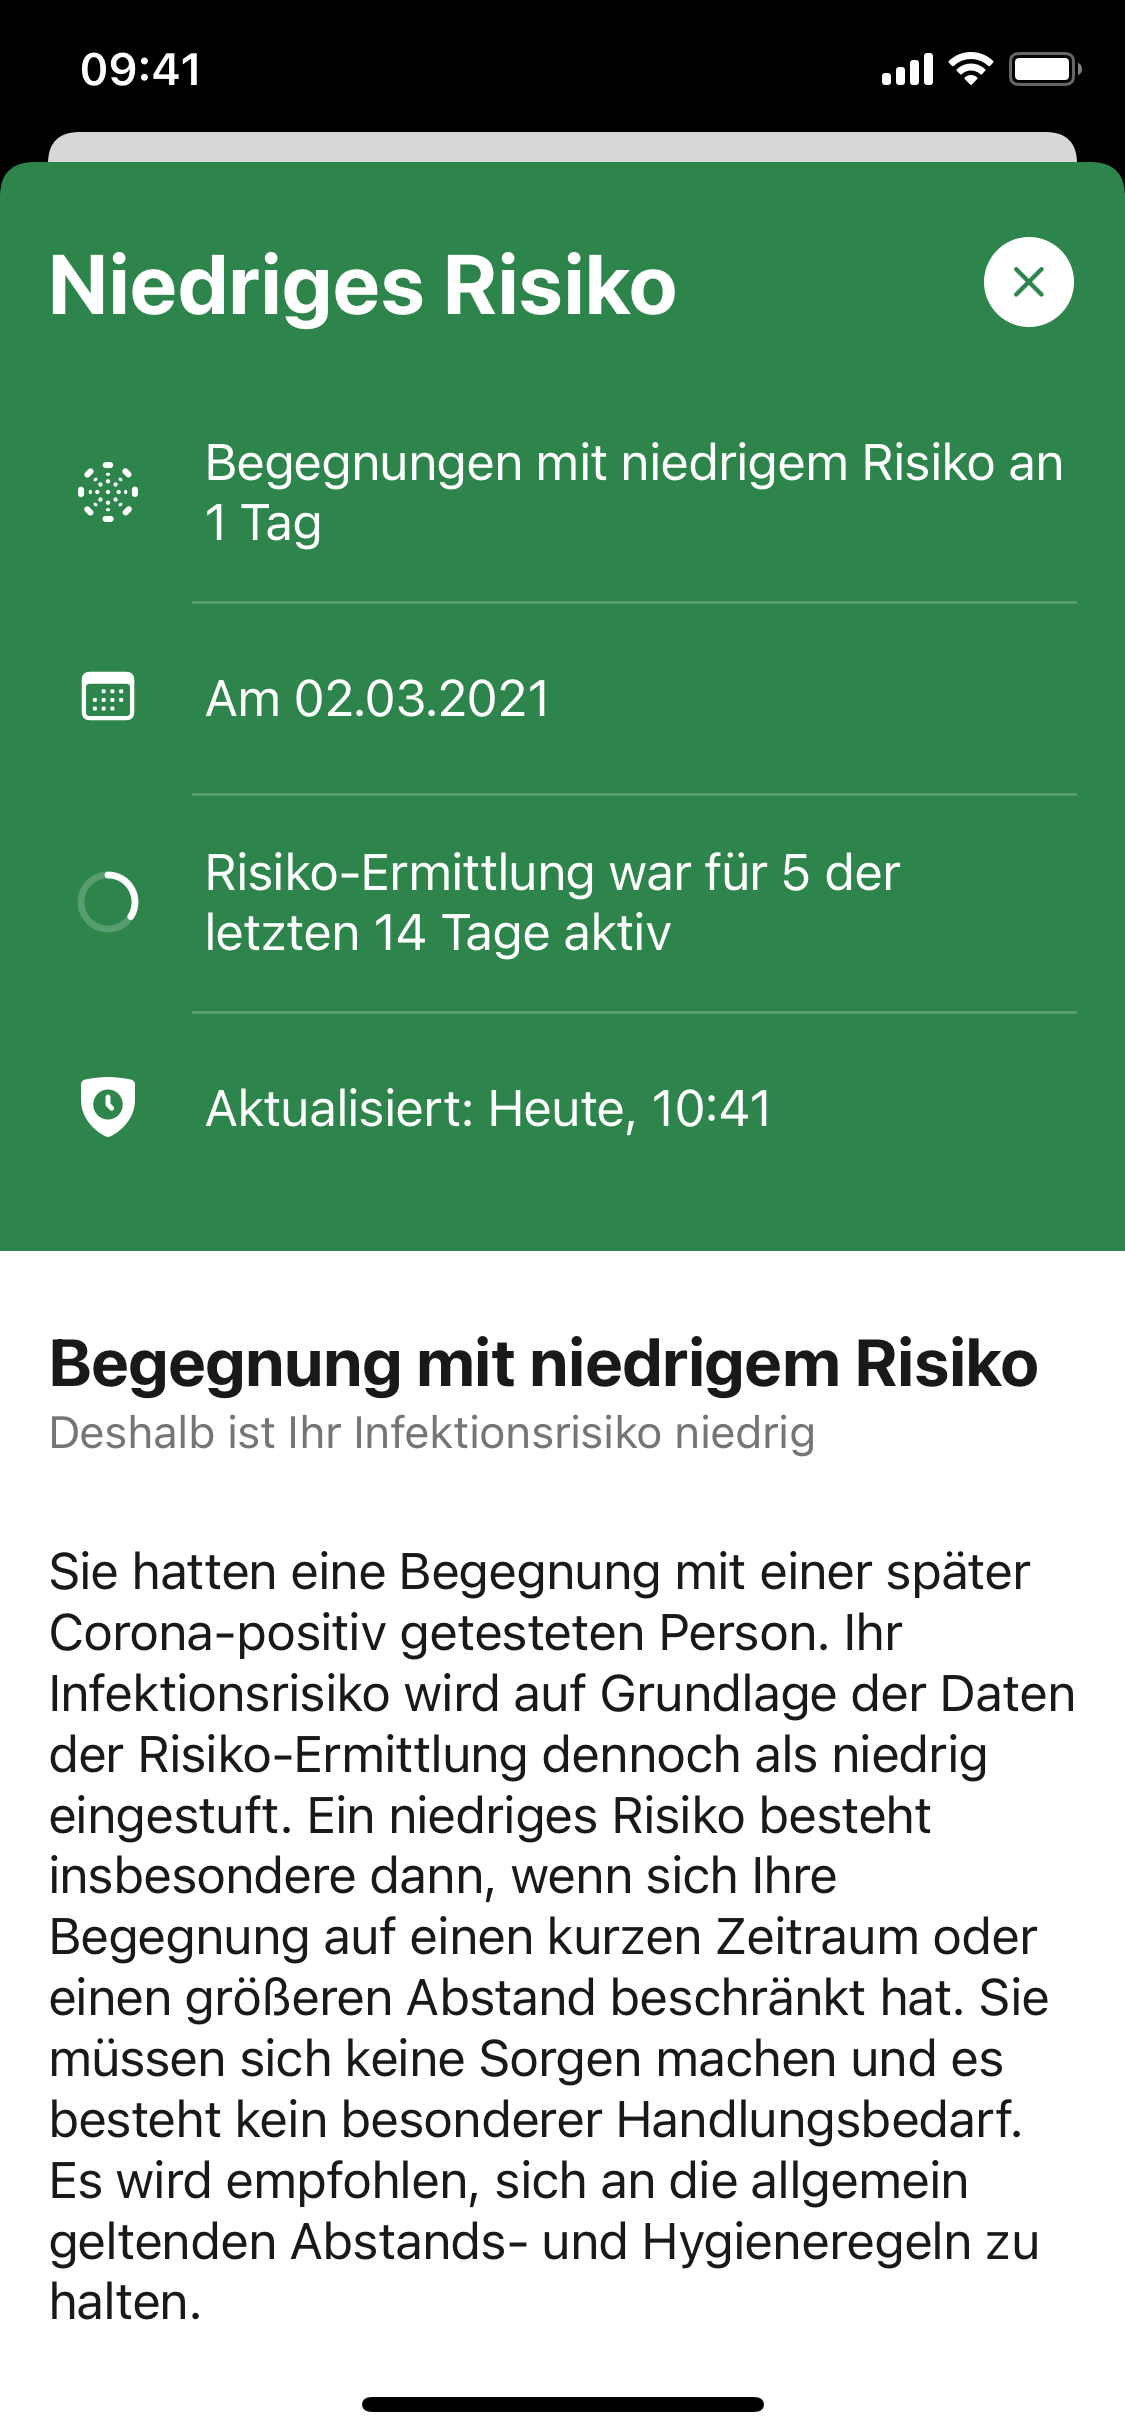 09:41
Niedriges Risiko
Begegnungen mit niedrigem Risiko an
1 Tag
Am 02.03.2021
Risiko-Ermittlung war für 5 der
letzten 14 Tage aktiv
Aktualisiert: Heute, 10:41
Begegnung mit niedrigem Risiko
Deshalb ist Ihr Infektionsrisiko niedrig
Sie hatten eine Begegnung mit einer später
Corona-positiv getesteten Person. Ihr
Infektionsrisiko wird auf Grundlage der Daten
der Risiko-Ermittlung dennoch als niedrig
eingestuft. Ein niedriges Risiko besteht
insbesondere dann, wenn sich Ihre
Begegnung auf einen kurzen Zeitraum oder
einen größeren Abstand beschränkt hat. Sie
müssen sich keine Sorgen machen und es
besteht kein besonderer Handlungsbedarf.
Es wird empfohlen, sich an die allgemein
geltenden Abstands- und Hygieneregeln zu
halten.